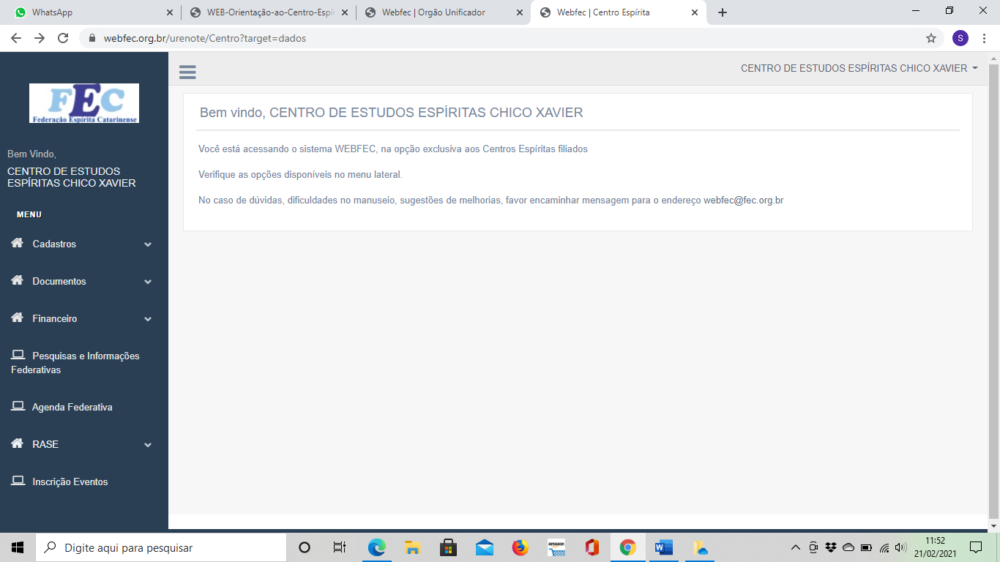 WhatsApp
WEB-Orientação-ao-Centro-Espír
Webfec | Orgão Unificador
Webfec | Centro Espírita
webfec.org.br/urenote/Centro?target=dados
S
FEC
Federação Espírita Catarinense
CENTRO DE ESTUDOS ESPÍRITAS CHICO XAVIER
Bem Vindo,
CENTRO DE ESTUDOS
ESPÍRITAS CHICO XAVIER
MENU
Cadastros
Documentos
Financeiro
Pesquisas e Informações
Federativas
Agenda Federativa
RASE
Inscrição Eventos
Bem vindo, CENTRO DE ESTUDOS ESPÍRITAS CHICO XAVIER
Você está acessando o sistema WEBFEC, na opção exclusiva aos Centros Espíritas filiados
Verifique as opções disponíveis no menu lateral.
No caso de dúvidas, dificuldades no manuseio, sugestões de melhorias, favor encaminhar mensagem para o endereço webfec@fec.org.br
Digite aqui para pesquisar
amazon
11:52
21/02/2021